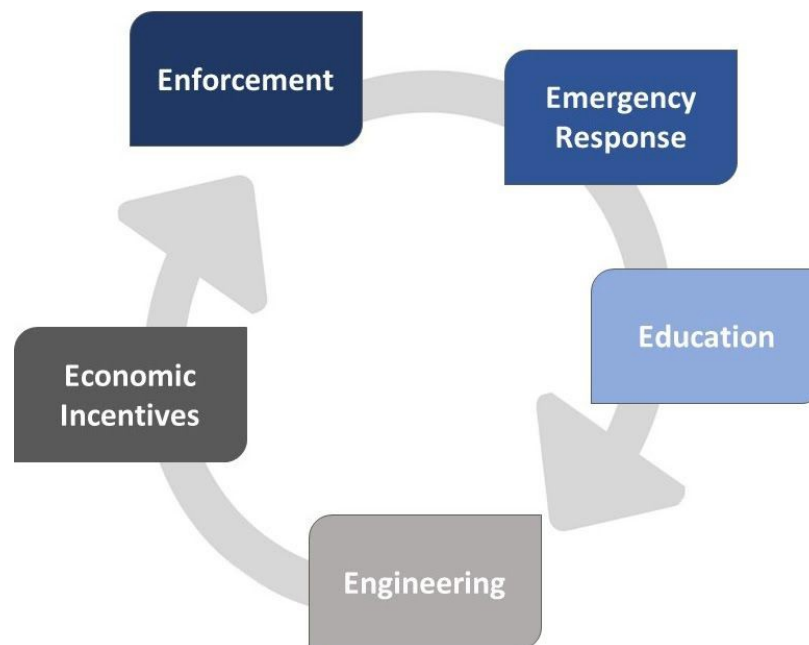 Enforcement
Emergency
Response
Education
Engineering
Economic
Incentives